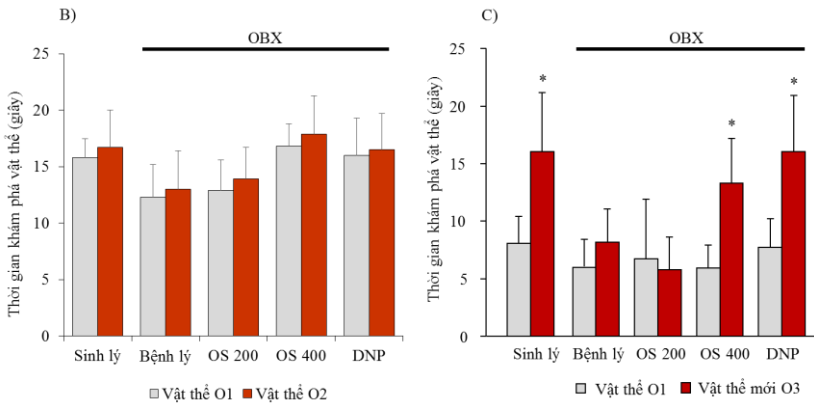 B)
OBX
Thời gian khám phá vật thể (giây)
25
20
15
10
5
0
Sinh lý Bệnh lý OS 200 OS 400 DNP
Vật thể O1 Vật thể O2
C)
OBX
Thời gian khám phá vật thể (giây)
25
20
15
10
5
0
* * *
Sinh lý Bệnh lý OS 200 OS 400 DNP
Vật thể O1 Vật thể mới O3